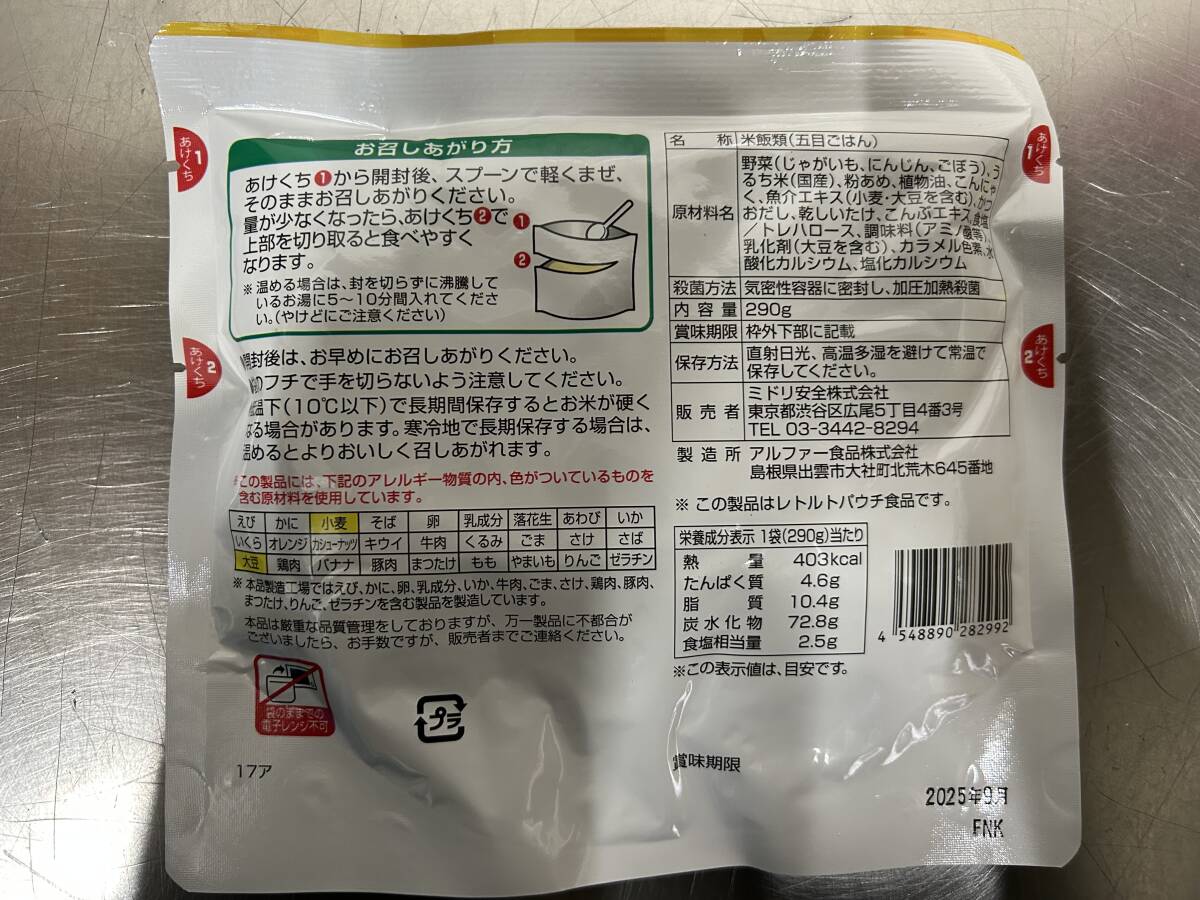 あけくち1
お召しあがり方
あけくち❶から開封後、スプーンで軽くまぜ、
そのままお召しあがりください。
量が少なくなったら、あけくち❷で
上部を切り取ると食べやすく
なります。
※温める場合は、封を切らずに沸騰して
いるお湯に5～10分間入れてくださ
い。(やけどにご注意ください)
❶
❷
あけくち2
開封後は、お早めにお召しあがりください。
のフチで手を切らないよう注意してください。
温下(10℃以下)で長期間保存するとお米が硬く
なる場合があります。寒冷地で長期保存する場合は、
温めるとよりおいしく召しあがれます。
※この製品には、下記のアレルギー物質の内、色がついているものを
含む原材料を使用しています。
えび かに 小麦 そば 卵 乳成分 落花生 あわび いか
いくら オレンジ カシューナッツ キウイ 牛肉 くるみ ごま さけ さば
大豆 鶏肉 バナナ 豚肉 まつたけ もも やまいも りんご ゼラチン
※本品製造工場ではえび、かに、卵、乳成分、いか、牛肉、ごま、さけ、鶏肉、豚肉、
まつたけ、りんご、ゼラチンを含む製品を製造しています。
本品は厳重な品質管理をしておりますが、万一製品に不都合が
ございましたら、お手数ですが、販売者までご連絡ください。
袋のままでの
電子レンジ不可
プラ
17ア
名称 米飯類(五目ごはん)
原材料名 野菜(じゃがいも、にんじん、ごぼう)、う
るち米(国産)、粉あめ、植物油、こんにゃ
く、魚介エキス(小麦・大豆を含む)、かつ
おだし、乾しいたけ、こんぶエキス、食塩
／トレハロース、調味料(アミノ酸等)、
乳化剤(大豆を含む)、カラメル色素、水
酸化カルシウム、塩化カルシウム
殺菌方法 気密性容器に密封し、加圧加熱殺菌
内容量 290g
賞味期限 枠外下部に記載
保存方法 直射日光、高温多湿を避けて常温で
保存してください。
販売者 ミドリ安全株式会社
東京都渋谷区広尾5丁目4番3号
TEL 03-3442-8294
製造所 アルファー食品株式会社
島根県出雲市大社町北荒木645番地
※ この製品はレトルトパウチ食品です。
栄養成分表示 1袋(290g)当たり
熱量 403kcal
たんぱく質 4.6g
脂質 10.4g
炭水化物 72.8g
食塩相当量 2.5g
※この表示値は、目安です。
4 548890 282992
あけくち1
あけくち2
賞味期限
2025年9月
FNK